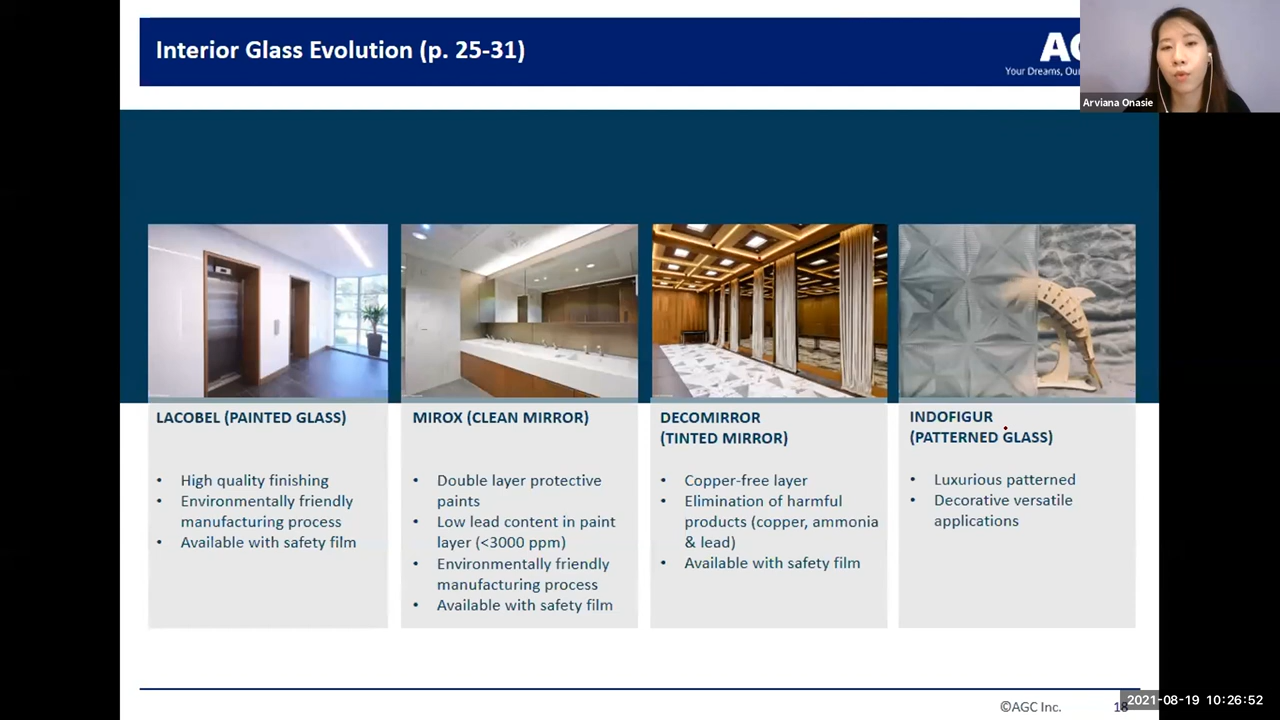 Interior Glass Evolution (p. 25-31)
Arviana Onasie
LACOBEL (PAINTED GLASS)
• High quality finishing
• Environmentally friendly
manufacturing process
• Available with safety film
MIROX (CLEAN MIRROR)
• Double layer protective
paints
• Low lead content in paint
layer (<3000 ppm)
• Environmentally friendly
manufacturing process
• Available with safety film
DECOMIRROR
(TINTED MIRROR)
• Copper-free layer
• Elimination of harmful
products (copper, ammonia
& lead)
• Available with safety film
INDOFIGUR
(PATTERNED GLASS)
• Luxurious patterned
• Decorative versatile
applications
©AGC Inc.
2021-08-19 10:26:52